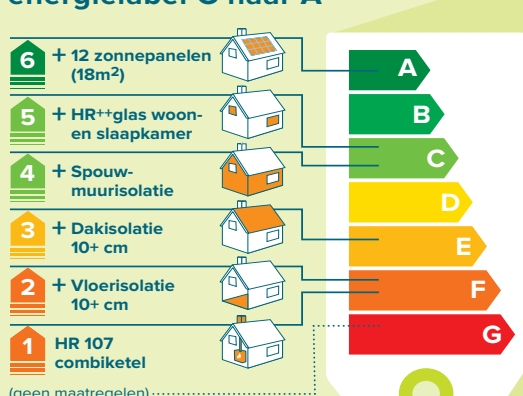 energielabel G naar A
6 + 12 zonnepanelen
(18m²)
5 + HR++glas woon-
en slaapkamer
4 + Spouw-
muurisolatie
3 + Dakisolatie
10+ cm
2 + Vloerisolatie
10+ cm
1 HR 107
combiketel
(geen maatregelen)
A
B
C
D
E
F
G